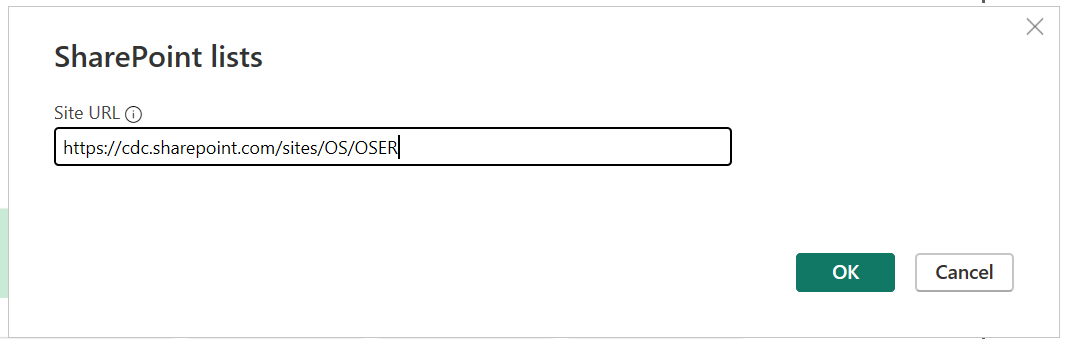 SharePoint lists
Site URL
https://cdc.sharepoint.com/sites/OS/OSER
OK
Cancel